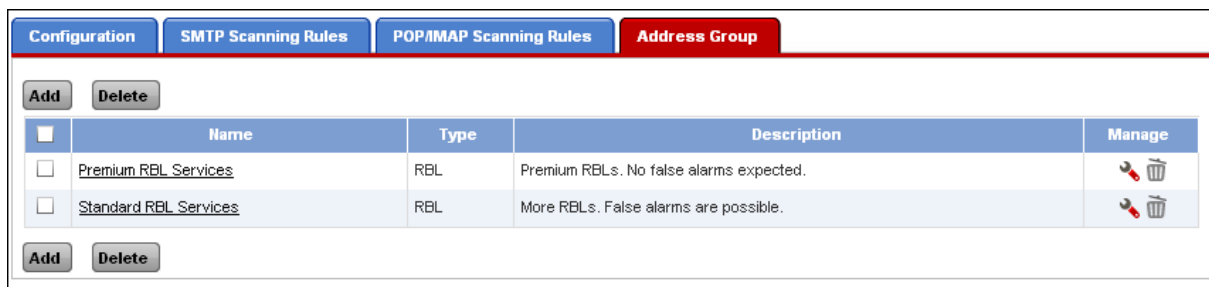 Configuration SMTP Scanning Rules POP/IMAP Scanning Rules Address Group
Add Delete
Name Type Description Manage
Premium RBL Services RBL Premium RBLs. No false alarms expected.
Standard RBL Services RBL More RBLs. False alarms are possible.
Add Delete